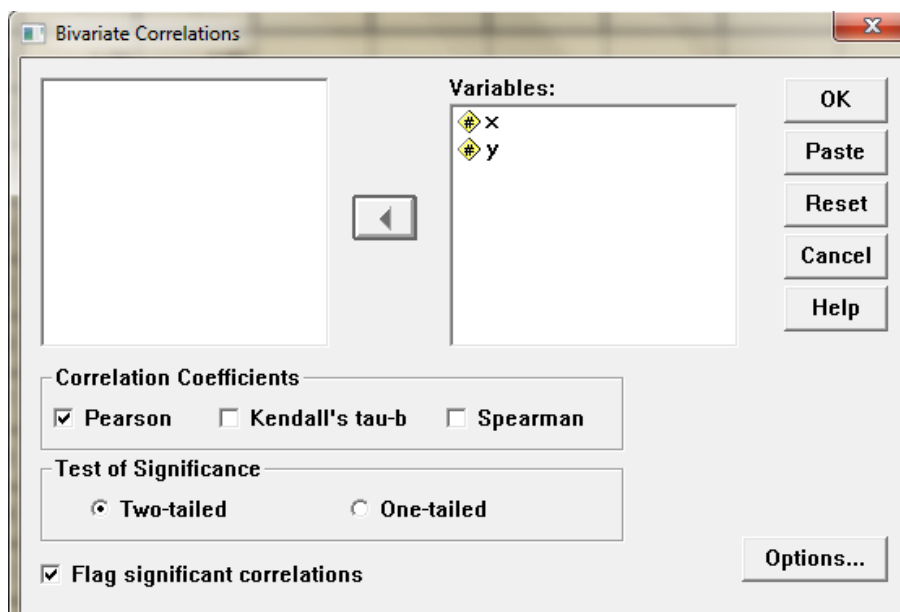 Bivariate Correlations
Variables:
# x
# y
OK
Paste
Reset
Cancel
Help
Correlation Coefficients
Pearson Kendall's tau-b Spearman
Test of Significance
Two-tailed One-tailed
Flag significant correlations
Options...